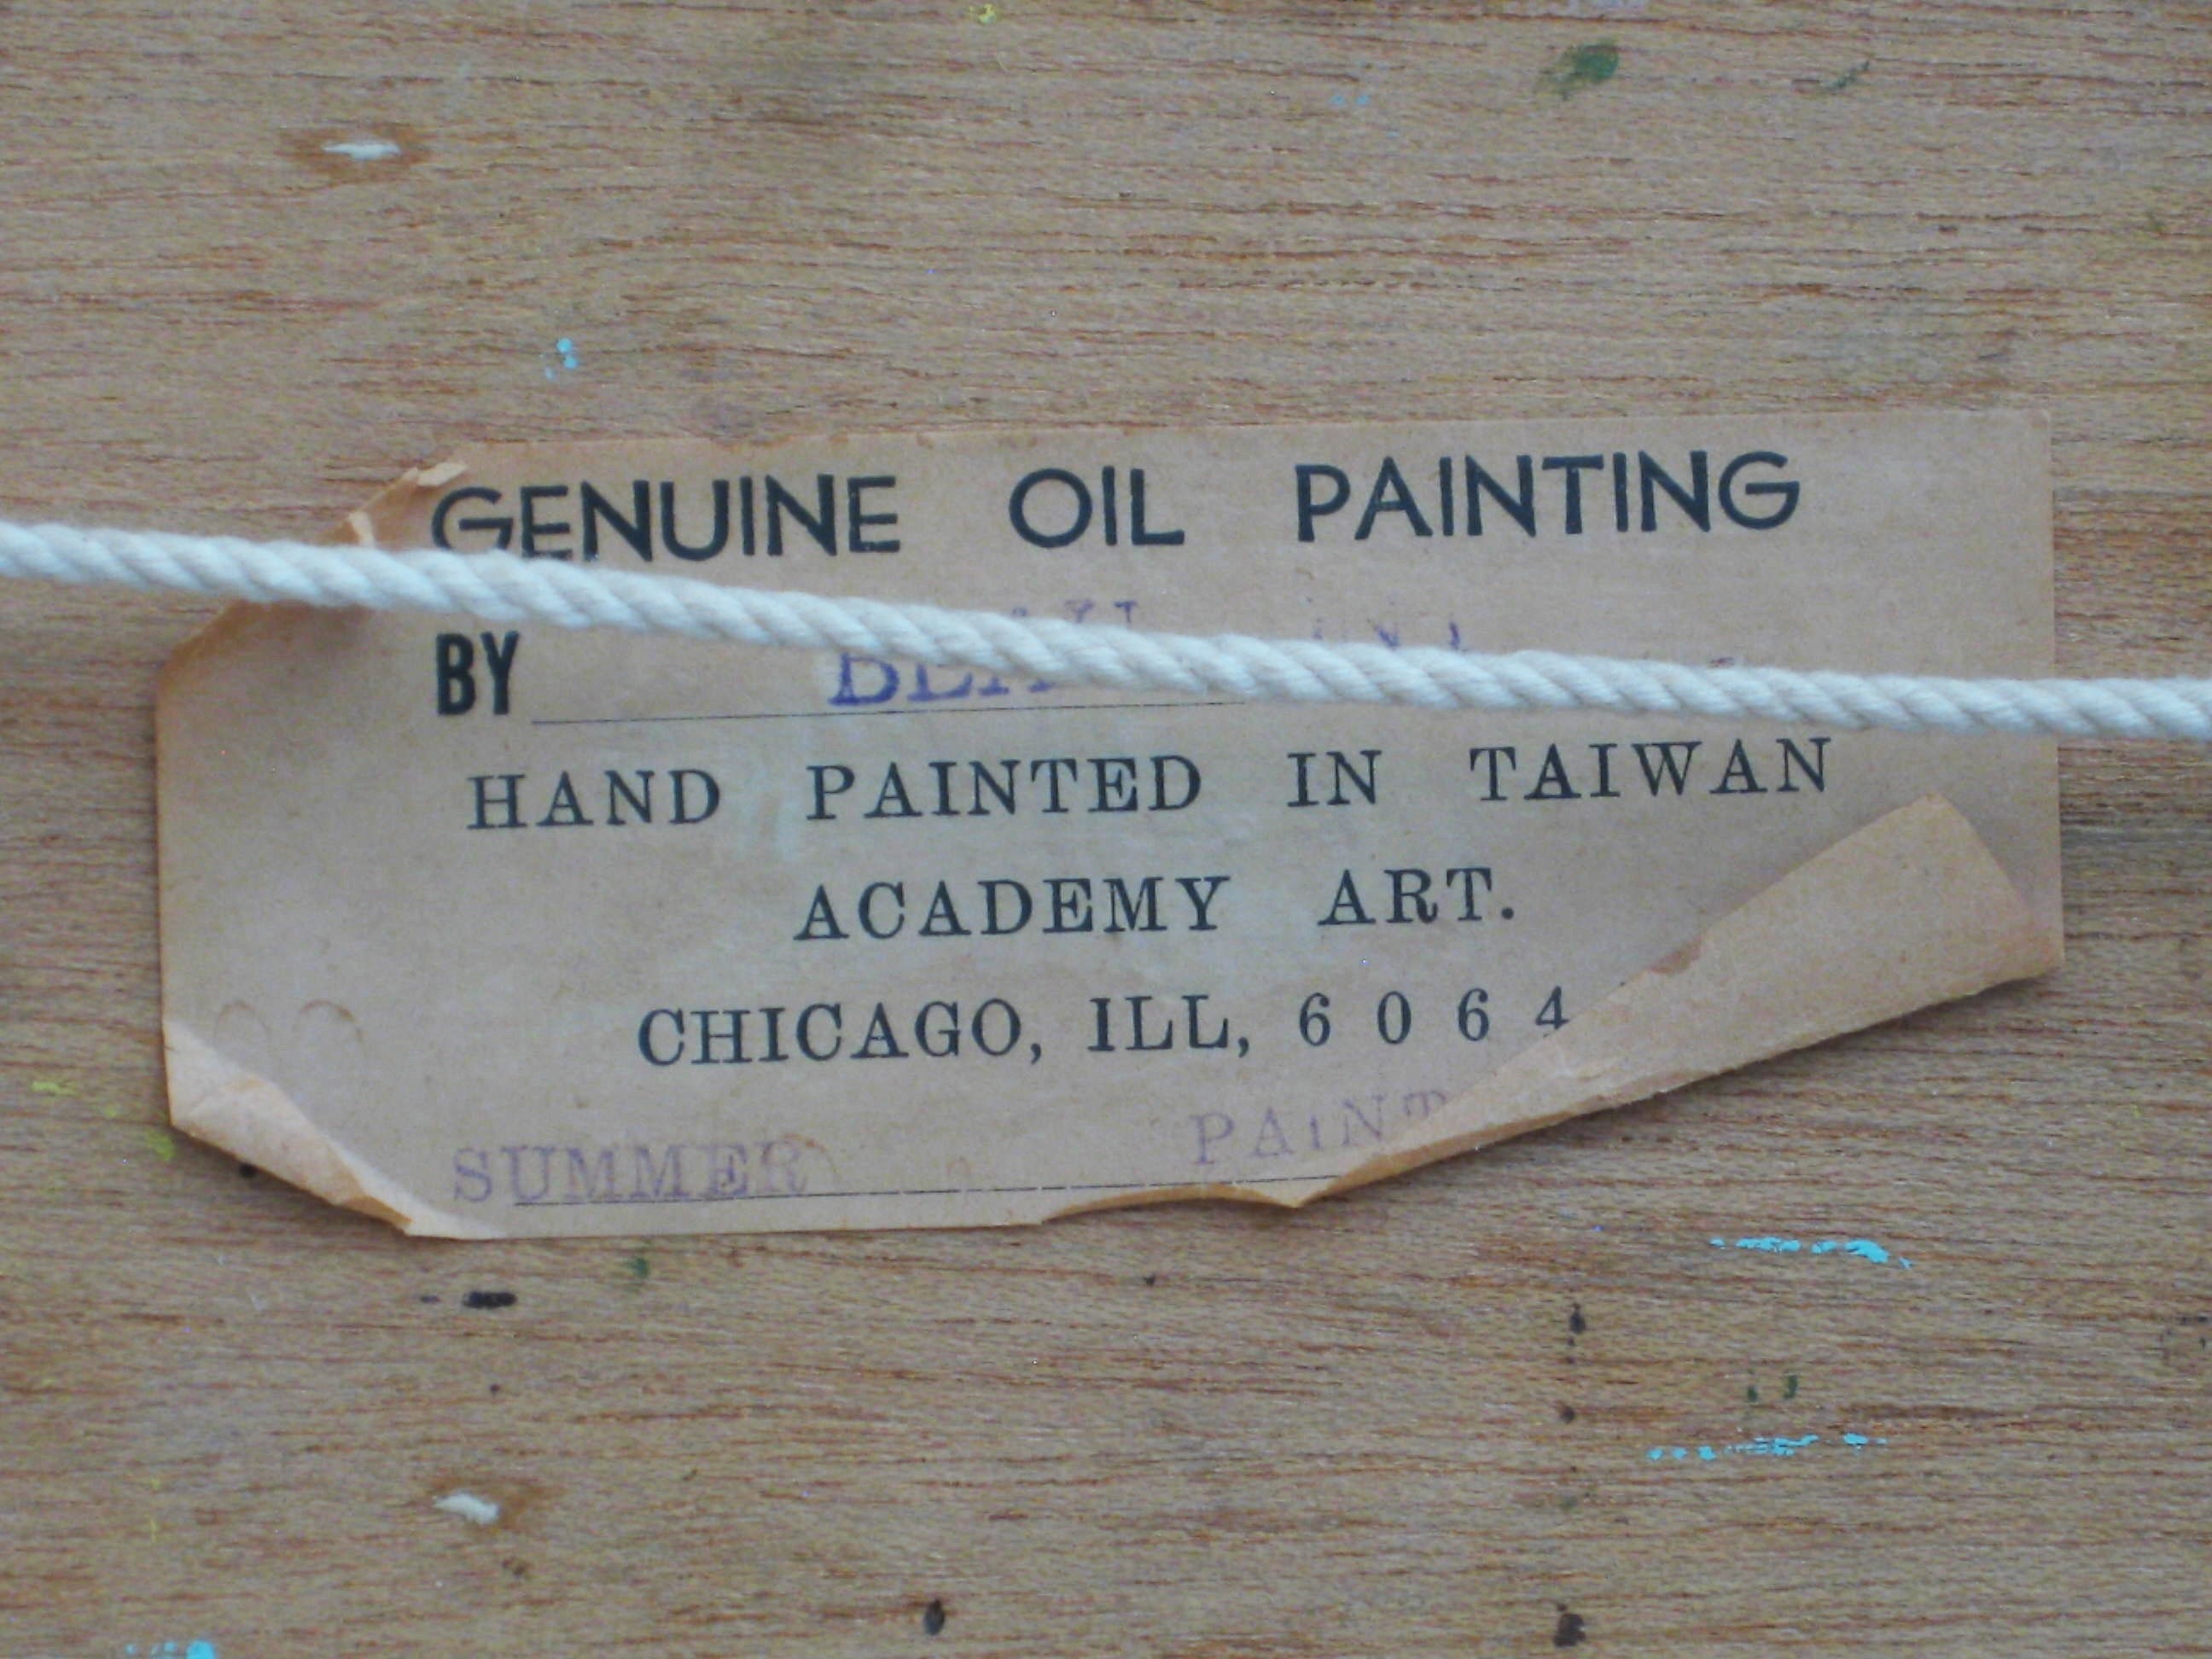 GENUINE OIL PAINTING
BY
HAND PAINTED IN TAIWAN
ACADEMY ART.
CHICAGO, ILL, 6 0 6 4
SUMMER